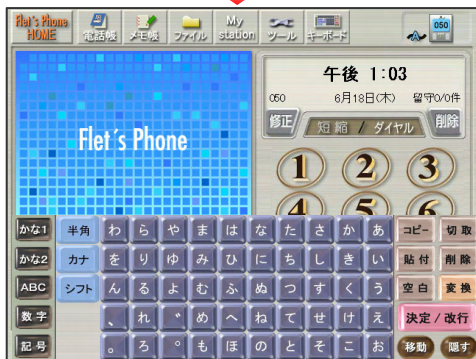 Flet's Phone HOME
電話帳 メモ帳 ファイル My station ツール キーボード 050
午後 1:03
050 6月18日(木) 留守0/0件
修正 短縮 / ダイヤル 削除
Flet's Phone
1 2 3
4 5 6
かな1 半角 わ ら や ま は な た さ か あ コピー 切取
かな2 カナ を り ゆ み ひ に ち し き い 貼付 削除
ABC シフト ん る よ む ふ ぬ つ す く う 空白 変換
数字 、 れ ゛ め へ ね て せ け え 決定/改行
記号 。 ろ ゜ も ほ の と そ こ お 移動 隠す